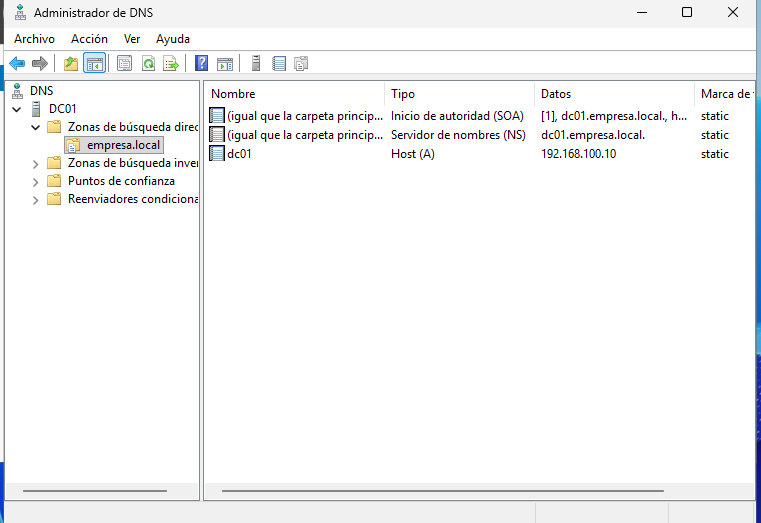 Administrador de DNS
Archivo Acción Ver Ayuda
DNS
DC01
Zonas de búsqueda direc
empresa.local
Zonas de búsqueda inver
Puntos de confianza
Reenviadores condiciona
Nombre Tipo Datos Marca de
(igual que la carpeta princip... Inicio de autoridad (SOA) [1], dc01.empresa.local., h... static
(igual que la carpeta princip... Servidor de nombres (NS) dc01.empresa.local. static
dc01 Host (A) 192.168.100.10 static